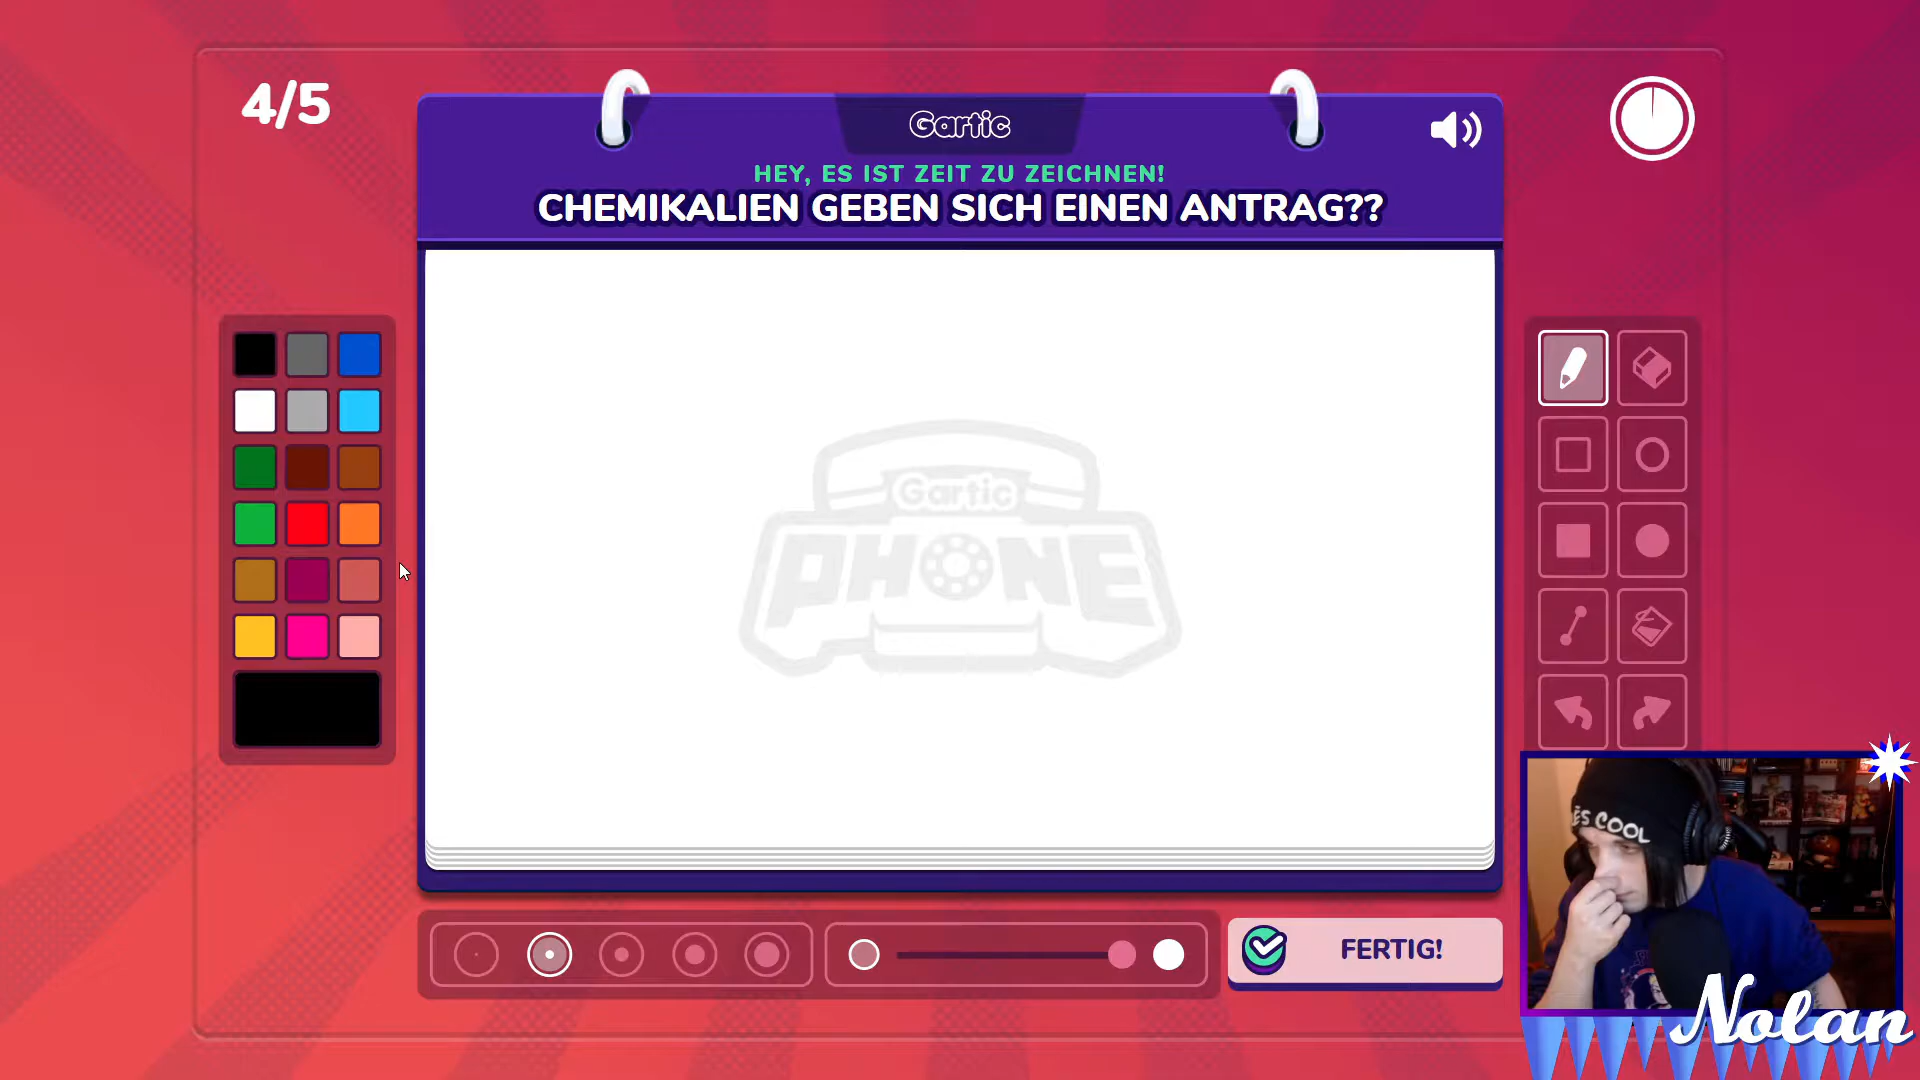 4/5
Gartic
HEY, ES IST ZEIT ZU ZEICHNEN!
CHEMIKALIEN GEBEN SICH EINEN ANTRAG??
Gartic
PHONE
FERTIG!
ËS COOL
Nolan